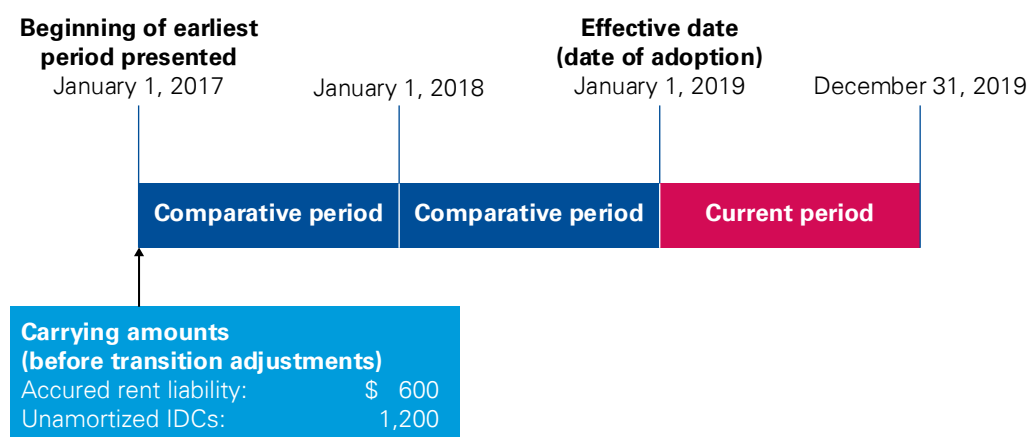 Beginning of earliest
period presented
January 1, 2017
January 1, 2018
Effective date
(date of adoption)
January 1, 2019
December 31, 2019
Comparative period
Comparative period
Current period
Carrying amounts
(before transition adjustments)
Accured rent liability: $ 600
Unamortized IDCs: 1,200